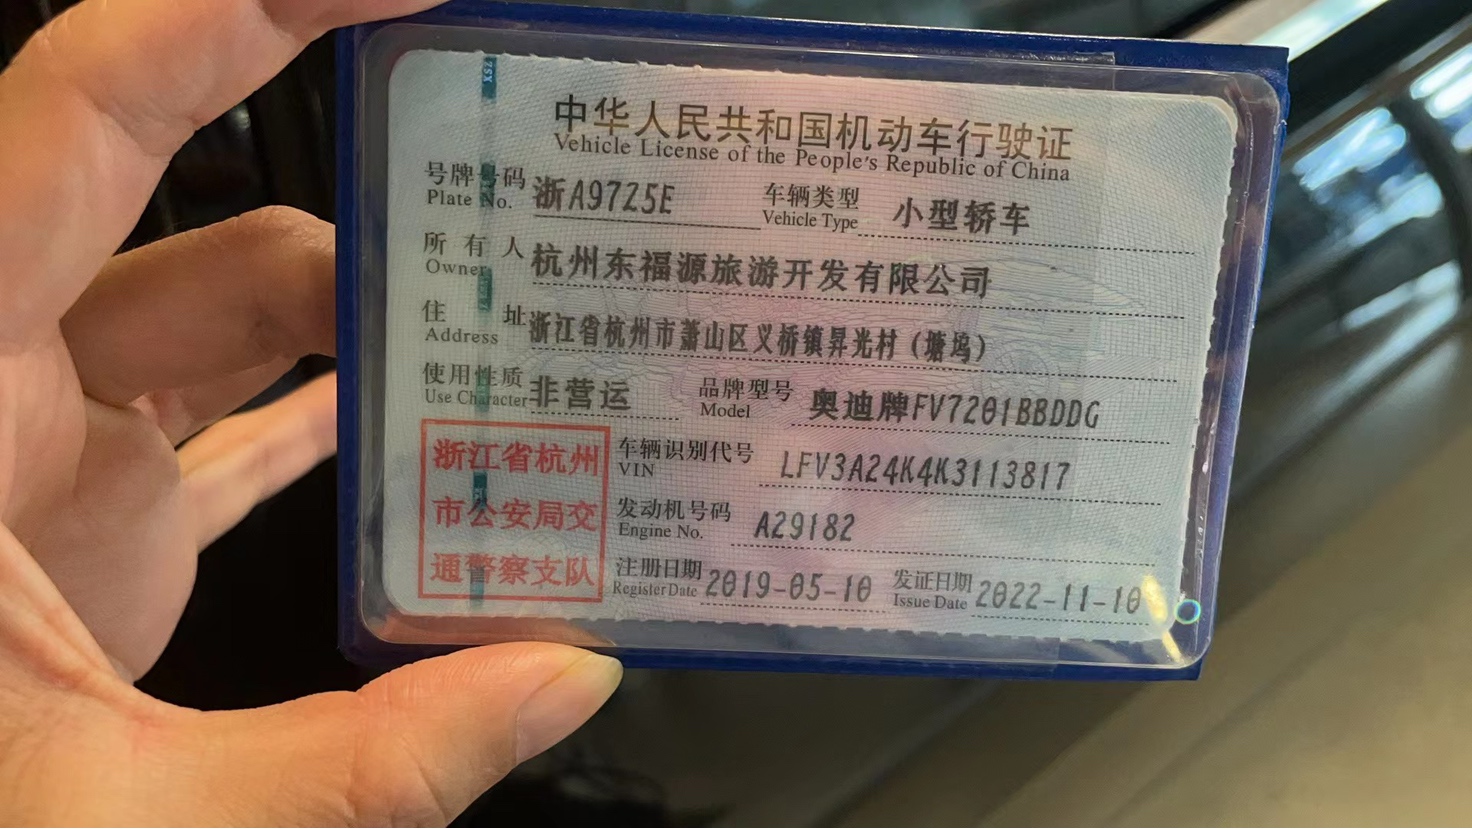 中华人民共和国机动车行驶证
Vehicle License of the People's Republic of China
号牌号码 浙A97Z5E 车辆类型 小型轿车
Plate No. Vehicle Type
所有人 杭州东福源旅游开发有限公司
Owner
住址 浙江省杭州市萧山区义桥镇昇光村（塘坞）
Address
使用性质 非营运 品牌型号 奥迪牌FV7201BBDDG
Use Character Model
浙江省杭州
市公安局交
通警察支队
车辆识别代号 LFV3A24K4K3113817
VIN
发动机号码 A29182
Engine No.
注册日期 2019-05-10 发证日期 2022-11-10
Register Date Issue Date